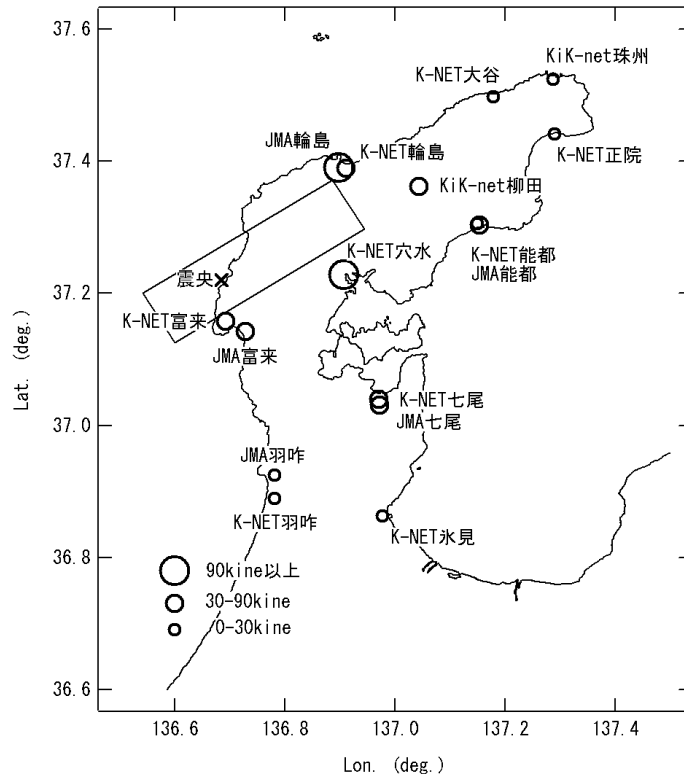 37.6
KiK-net珠州
K-NET大谷
JMA輪島
K-NET輪島
K-NET正院
37.4
KiK-net柳田
K-NET穴水
K-NET能都
JMA能都
震央
37.2
K-NET富来
JMA富来
Lat. (deg.)
K-NET七尾
JMA七尾
37.0
JMA羽咋
K-NET羽咋
K-NET氷見
36.8
90kine以上
30-90kine
0-30kine
36.6
136.6
136.8
137.0
137.2
137.4
Lon. (deg.)